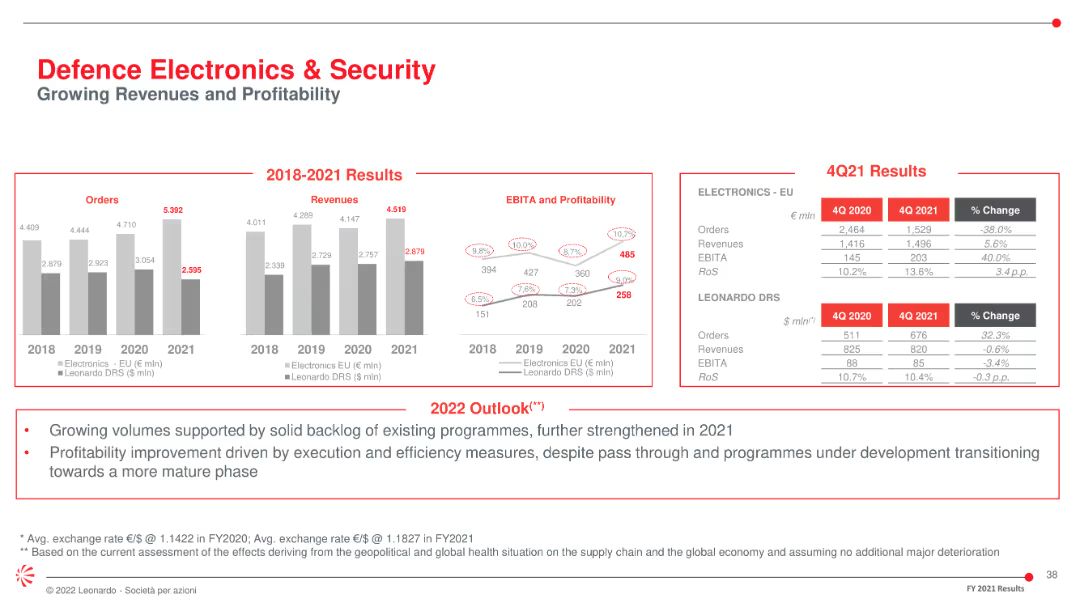 Defence Electronics & Security
Growing Revenues and Profitability
2018-2021 Results
Orders
4.409
2.879
4.444
2.923
4.710
3.054
5.392
2.595
2018 2019 2020 2021
Electronics - EU (€ mln)
Leonardo DRS ($ mln)
Revenues
4.011
2.339
4.289
2.729
4.147
2.757
4.519
2.879
2018 2019 2020 2021
Electronics EU (€ mln)
Leonardo DRS ($ mln)
EBITA and Profitability
9,8% 10.0% 8,7% 10,7%
394 427 360 485
6,5% 7,6% 7,3% 9,0%
151 208 202 258
2018 2019 2020 2021
Electronics EU (€ mln)
Leonardo DRS ($ mln)
4Q21 Results
ELECTRONICS - EU
€ mln 4Q 2020 4Q 2021 % Change
Orders 2,464 1,529 -38.0%
Revenues 1,416 1,496 5.6%
EBITA 145 203 40.0%
RoS 10.2% 13.6% 3.4 p.p.
LEONARDO DRS
$ mln(*) 4Q 2020 4Q 2021 % Change
Orders 511 676 32.3%
Revenues 825 820 -0.6%
EBITA 88 85 -3.4%
RoS 10.7% 10.4% -0.3 p.p.
2022 Outlook(**)
• Growing volumes supported by solid backlog of existing programmes, further strengthened in 2021
• Profitability improvement driven by execution and efficiency measures, despite pass through and programmes under development transitioning
towards a more mature phase
* Avg. exchange rate €/$ @ 1.1422 in FY2020; Avg. exchange rate €/$ @ 1.1827 in FY2021
** Based on the current assessment of the effects deriving from the geopolitical and global health situation on the supply chain and the global economy and assuming no additional major deterioration
© 2022 Leonardo - Società per azioni
FY 2021 Results
38